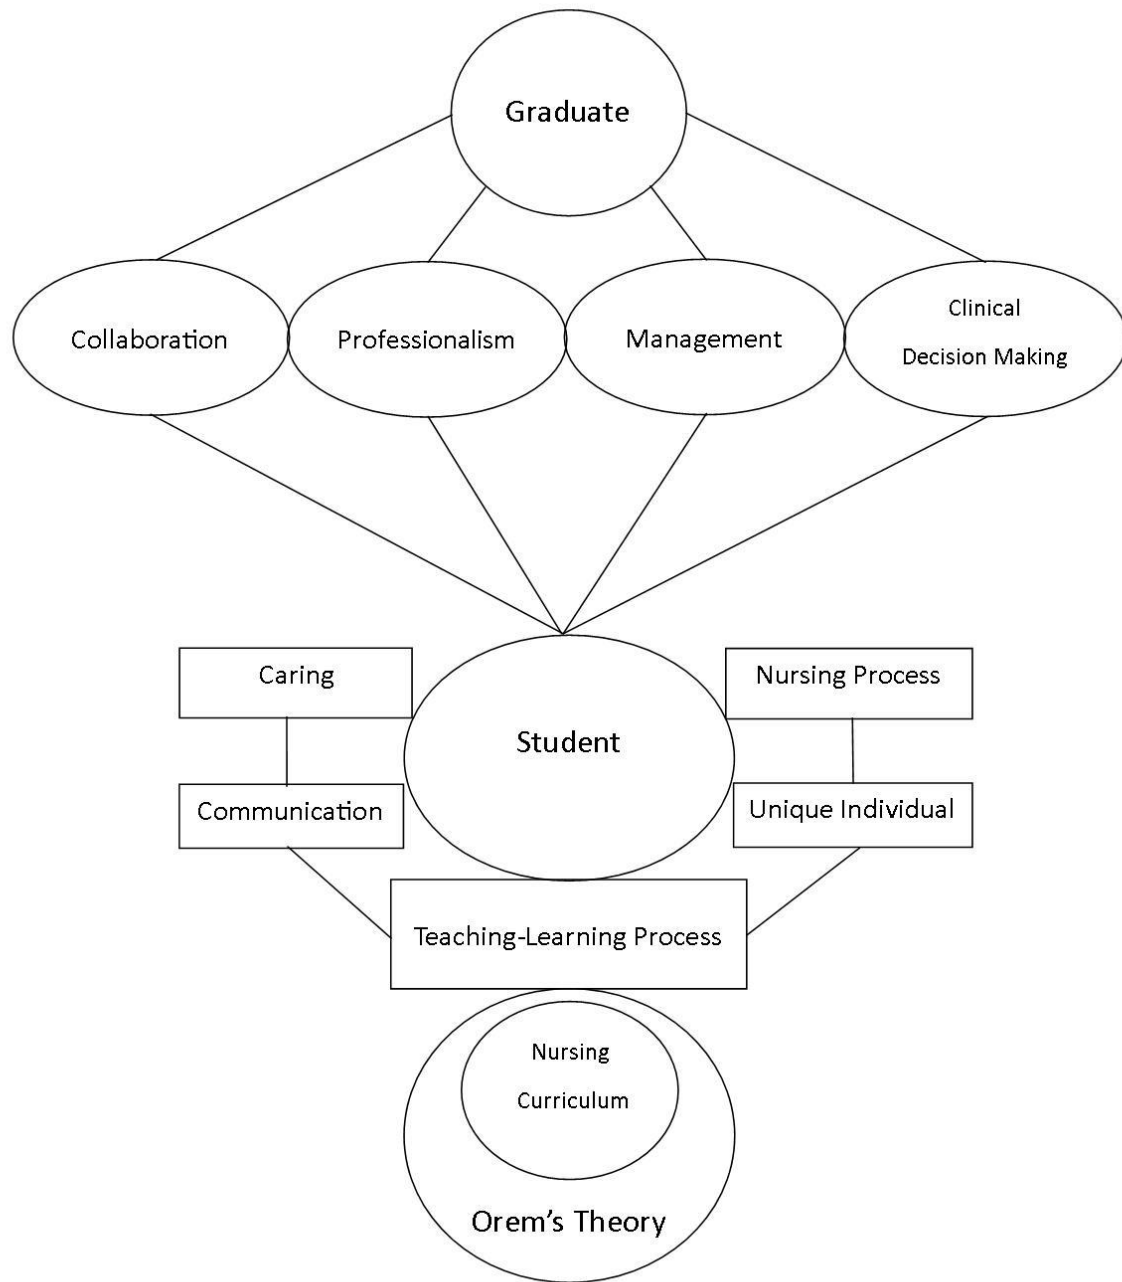 Graduate
Collaboration
Professionalism
Management
Clinical
Decision Making
Caring
Nursing Process
Student
Communication
Unique Individual
Teaching-Learning Process
Nursing
Curriculum
Orem’s Theory